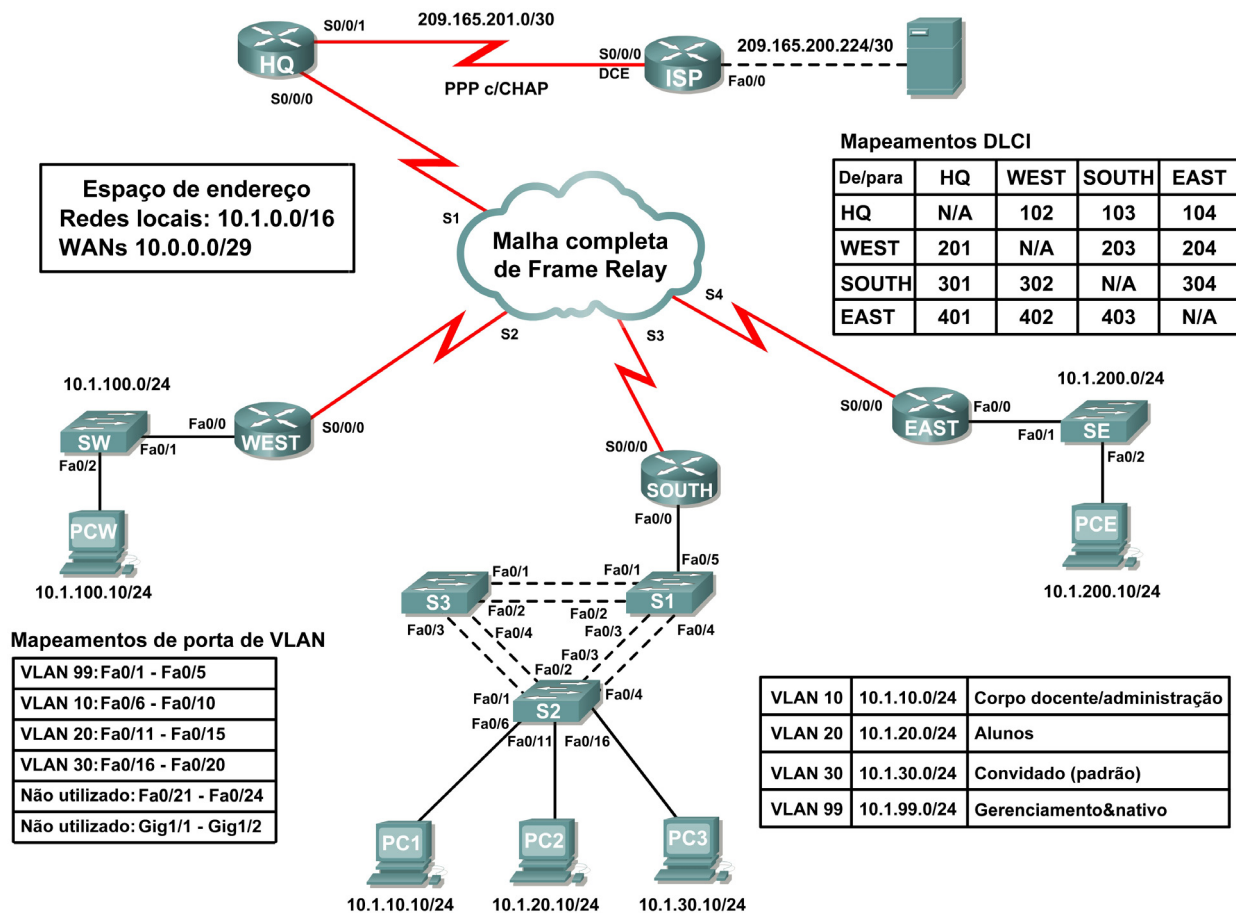 209.165.201.0/30
S0/0/1
HQ
S0/0/0
S0/0/0
DCE
PPP c/CHAP
ISP
Fa0/0
209.165.200.224/30
Espaço de endereço
Redes locais: 10.1.0.0/16
WANs 10.0.0.0/29
Mapeamentos DLCI
De/para HQ WEST SOUTH EAST
HQ N/A 102 103 104
WEST 201 N/A 203 204
SOUTH 301 302 N/A 304
EAST 401 402 403 N/A
S1
Malha completa
de Frame Relay
S2
S3
S4
10.1.100.0/24
SW
Fa0/1
Fa0/2
Fa0/0
WEST
S0/0/0
PCW
10.1.100.10/24
S0/0/0
SOUTH
Fa0/0
S0/0/0
EAST
Fa0/0
10.1.200.0/24
Fa0/1
SE
Fa0/2
PCE
10.1.200.10/24
Fa0/5
Fa0/1
Fa0/1
S3
S1
Fa0/2
Fa0/2
Fa0/3
Fa0/4
Fa0/3
Fa0/4
Fa0/3
Fa0/2
Fa0/1
Fa0/4
S2
Fa0/6
Fa0/11
Fa0/16
PC1
PC2
PC3
10.1.10.10/24
10.1.20.10/24
10.1.30.10/24
Mapeamentos de porta de VLAN
VLAN 99: Fa0/1 - Fa0/5
VLAN 10: Fa0/6 - Fa0/10
VLAN 20: Fa0/11 - Fa0/15
VLAN 30: Fa0/16 - Fa0/20
Não utilizado: Fa0/21 - Fa0/24
Não utilizado: Gig1/1 - Gig1/2
VLAN 10 10.1.10.0/24 Corpo docente/administração
VLAN 20 10.1.20.0/24 Alunos
VLAN 30 10.1.30.0/24 Convidado (padrão)
VLAN 99 10.1.99.0/24 Gerenciamento&nativo